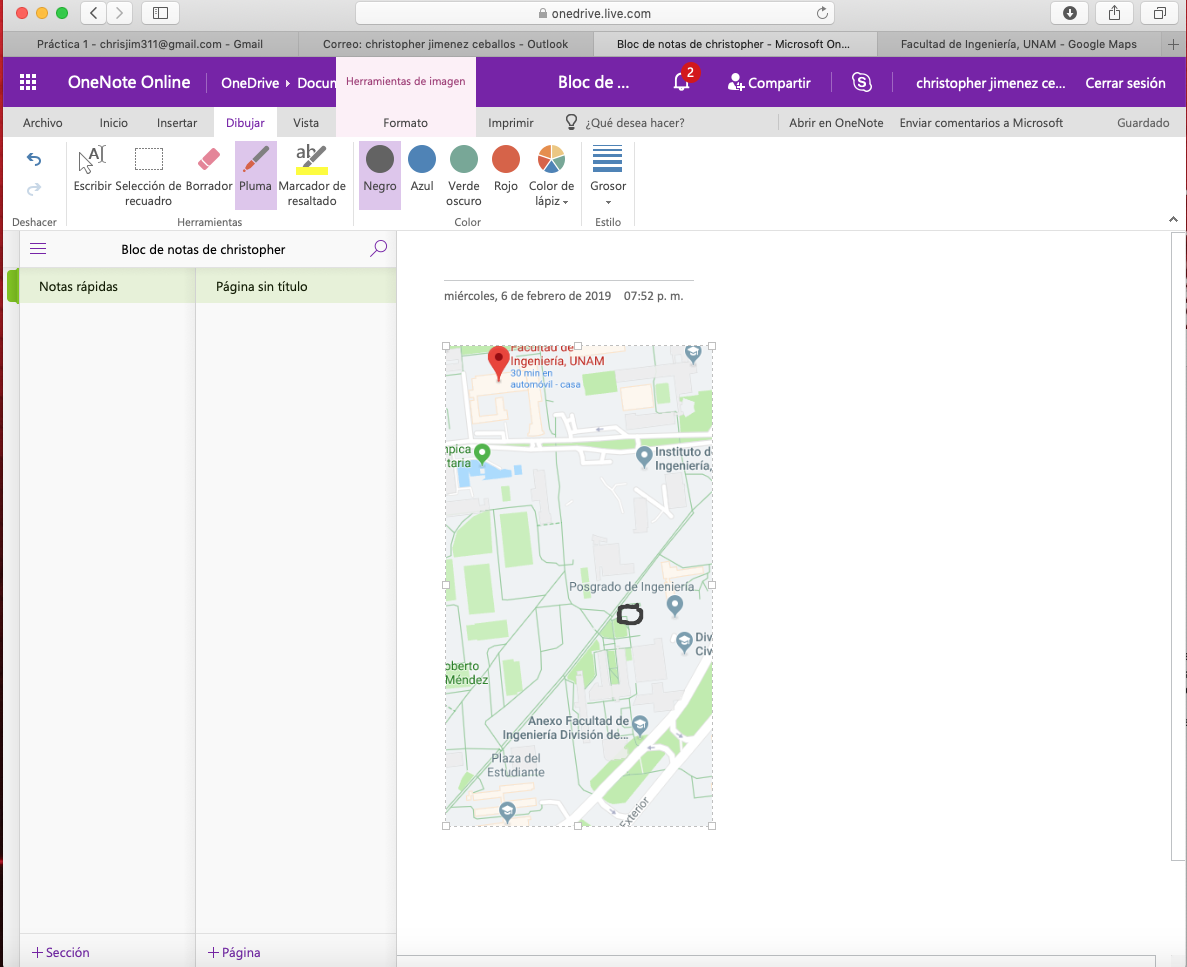 onedrive.live.com
Práctica 1 - chrisjim311@gmail.com - Gmail
Correo: christopher jimenez ceballos - Outlook
Bloc de notas de christopher - Microsoft On...
Facultad de Ingeniería, UNAM - Google Maps
OneNote Online
OneDrive
Docum
Herramientas de imagen
Bloc de ...
2
Compartir
christopher jimenez ce...
Cerrar sesión
Archivo
Inicio
Insertar
Dibujar
Vista
Formato
Imprimir
¿Qué desea hacer?
Abrir en OneNote
Enviar comentarios a Microsoft
Guardado
Escribir
Selección de
recuadro
Borrador
Pluma
Marcador de
resaltado
Negro
Azul
Verde
oscuro
Rojo
Color de
lápiz
Grosor
Deshacer
Herramientas
Color
Estilo
Bloc de notas de christopher
Notas rápidas
Página sin título
miércoles, 6 de febrero de 2019 07:52 p. m.
Facultad de
Ingeniería, UNAM
30 min en
automóvil - casa
mpica
taria
Instituto d
Ingeniería,
Posgrado de Ingeniería
Div
Civ
oberto
Méndez
Anexo Facultad de
Ingeniería División de...
Plaza del
Estudiante
Exterior
+ Sección
+ Página